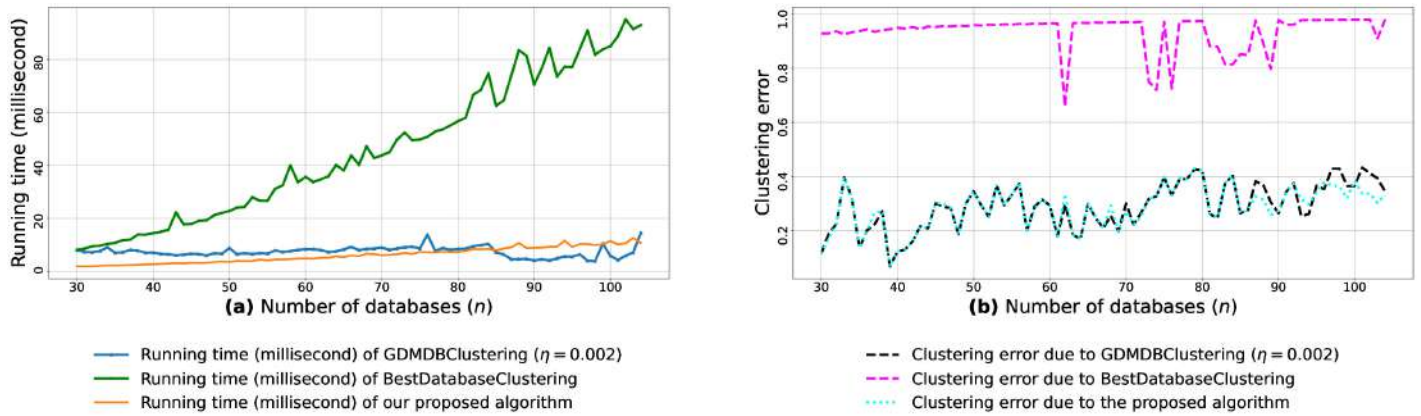 Running time (millisecond)
80
60
40
20
0
30 40 50 60 70 80 90 100
(a) Number of databases (n)
Running time (millisecond) of GDMDBClustering (η = 0.002)
Running time (millisecond) of BestDatabaseClustering
Running time (millisecond) of our proposed algorithm
Clustering error
1.0
0.8
0.6
0.4
0.2
30 40 50 60 70 80 90 100
(b) Number of databases (n)
Clustering error due to GDMDBClustering (η = 0.002)
Clustering error due to BestDatabaseClustering
Clustering error due to the proposed algorithm